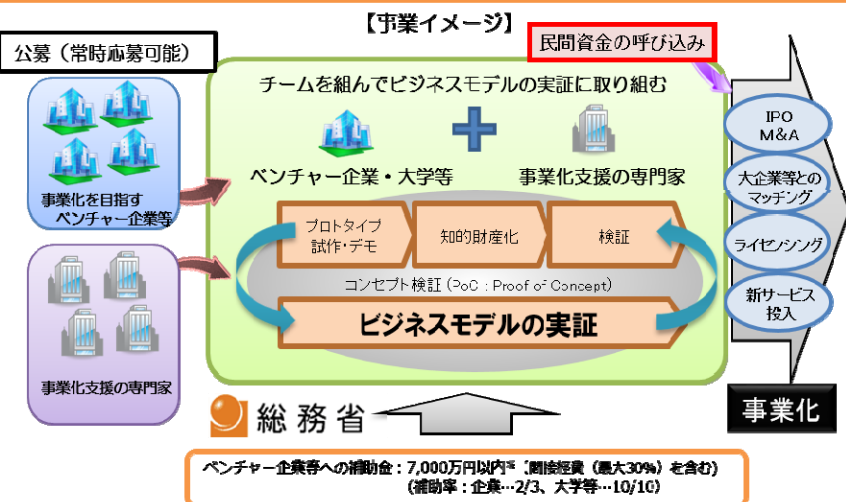 【事業イメージ】
公募（常時応募可能）
民間資金の呼び込み
チームを組んでビジネスモデルの実証に取り組む
ベンチャー企業・大学等
事業化支援の専門家
事業化を目指す
ベンチャー企業等
プロトタイプ
試作・デモ
知的財産化
検証
コンセプト検証（PoC：Proof of Concept）
ビジネスモデルの実証
事業化支援の専門家
IPO
M&A
大企業等との
マッチング
ライセンシング
新サービス
投入
事業化
総務省
ベンチャー企業等への補助金：7,000万円以内※（間接経費（最大30%）を含む）
（補助率：企業…2/3、大学等…10/10）